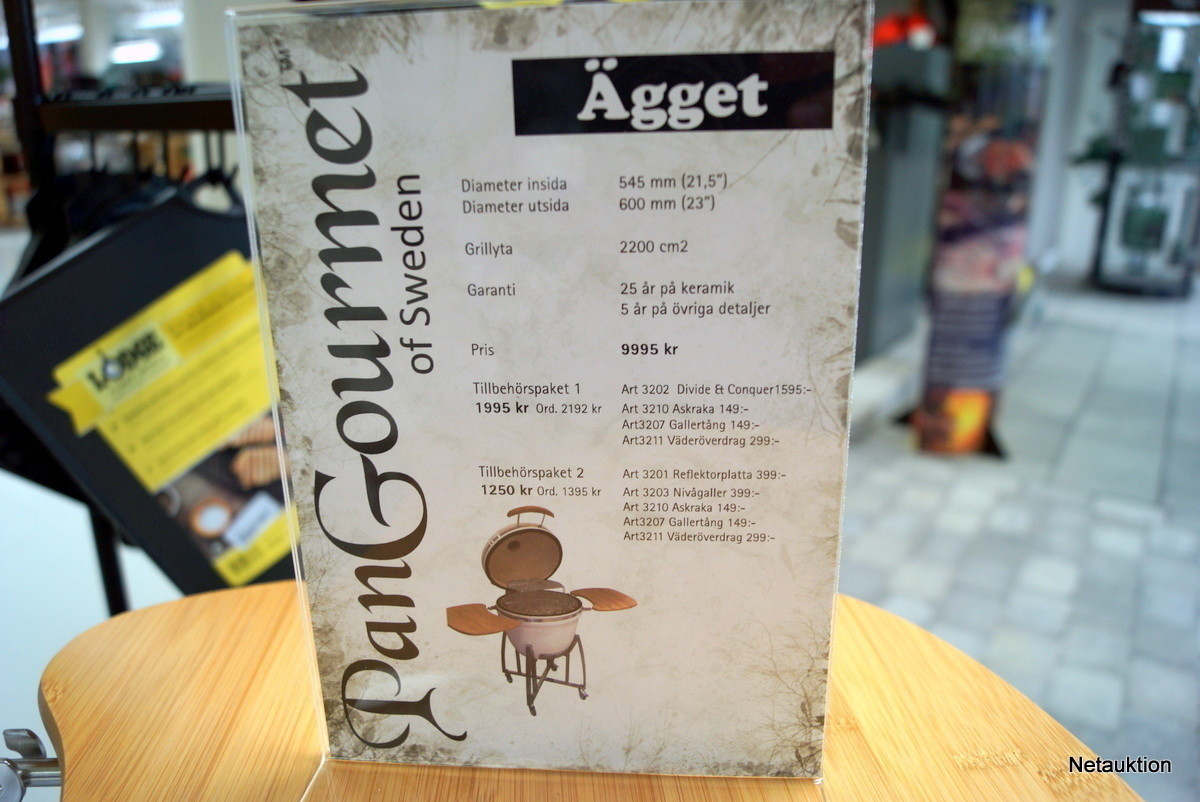 PanGourmet™
of Sweden
Ägget
Diameter insida 545 mm (21,5")
Diameter utsida 600 mm (23")
Grillyta 2200 cm2
Garanti 25 år på keramik
5 år på övriga detaljer
Pris 9995 kr
Tillbehörspaket 1 Art 3202 Divide & Conquer1595:-
1995 kr Ord. 2192 kr Art 3210 Askraka 149:-
Art3207 Gallertång 149:-
Art3211 Väderöverdrag 299:-
Tillbehörspaket 2 Art 3201 Reflektorplatta 399:-
1250 kr Ord. 1395 kr Art 3203 Nivågaller 399:-
Art 3210 Askraka 149:-
Art3207 Gallertång 149:-
Art3211 Väderöverdrag 299:-
LODGE
Netauktion